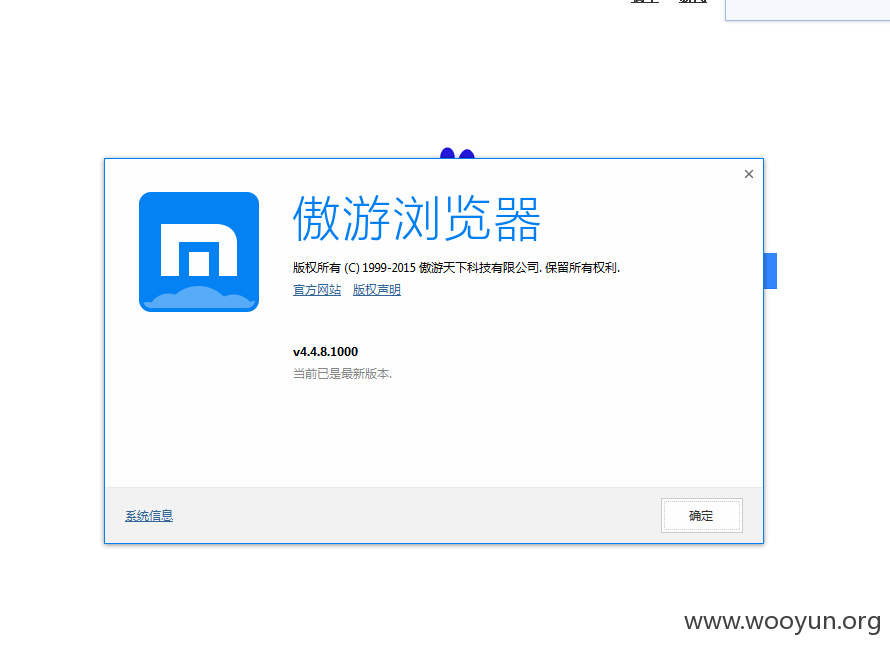 傲游浏览器
版权所有 (C) 1999-2015 傲游天下科技有限公司. 保留所有权利.
官方网站 版权声明
v4.4.8.1000
当前已是最新版本.
系统信息
确定
www.wooyun.org